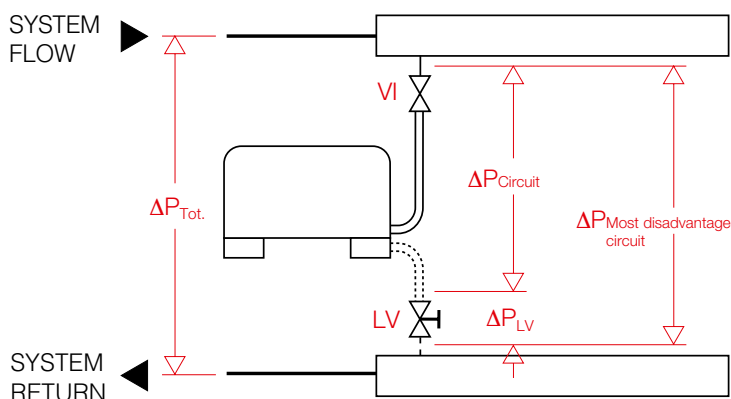 SYSTEM
FLOW
VI
ΔPCircuit
ΔPTot.
ΔPMost disadvantage
circuit
LV
ΔPLV
SYSTEM
RETURN